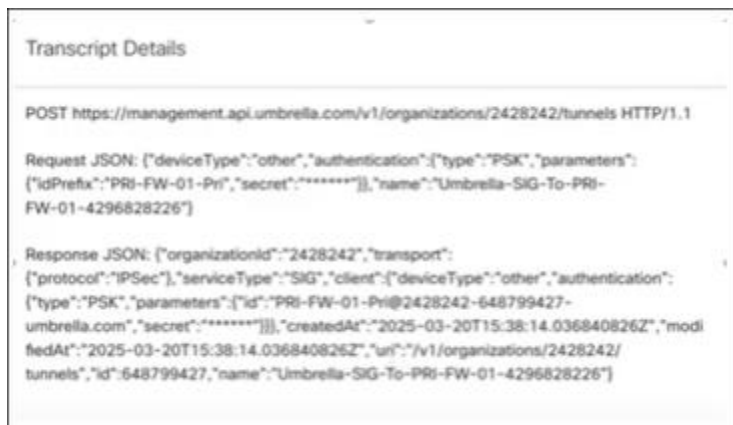 Transcript Details
POST https://management.api.umbrella.com/v1/organizations/2428242/tunnels HTTP/1.1
Request JSON: {"deviceType":"other","authentication":{"type":"PSK","parameters":
{"idPrefix":"PRI-FW-01-Pri","secret":"******"}},"name":"Umbrella-SIG-To-PRI-
FW-01-4296828226"}
Response JSON: {"organizationId":"2428242","transport":
{"protocol":"IPSec"},"serviceType":"SIG","client":{"deviceType":"other","authentication":
{"type":"PSK","parameters":{"id":"PRI-FW-01-Pri@2428242-648799427-
umbrella.com","secret":"******"}}},"createdAt":"2025-03-20T15:38:14.036840826Z","modi
fiedAt":"2025-03-20T15:38:14.036840826Z","uri":"/v1/organizations/2428242/
tunnels","id":648799427,"name":"Umbrella-SIG-To-PRI-FW-01-4296828226"}